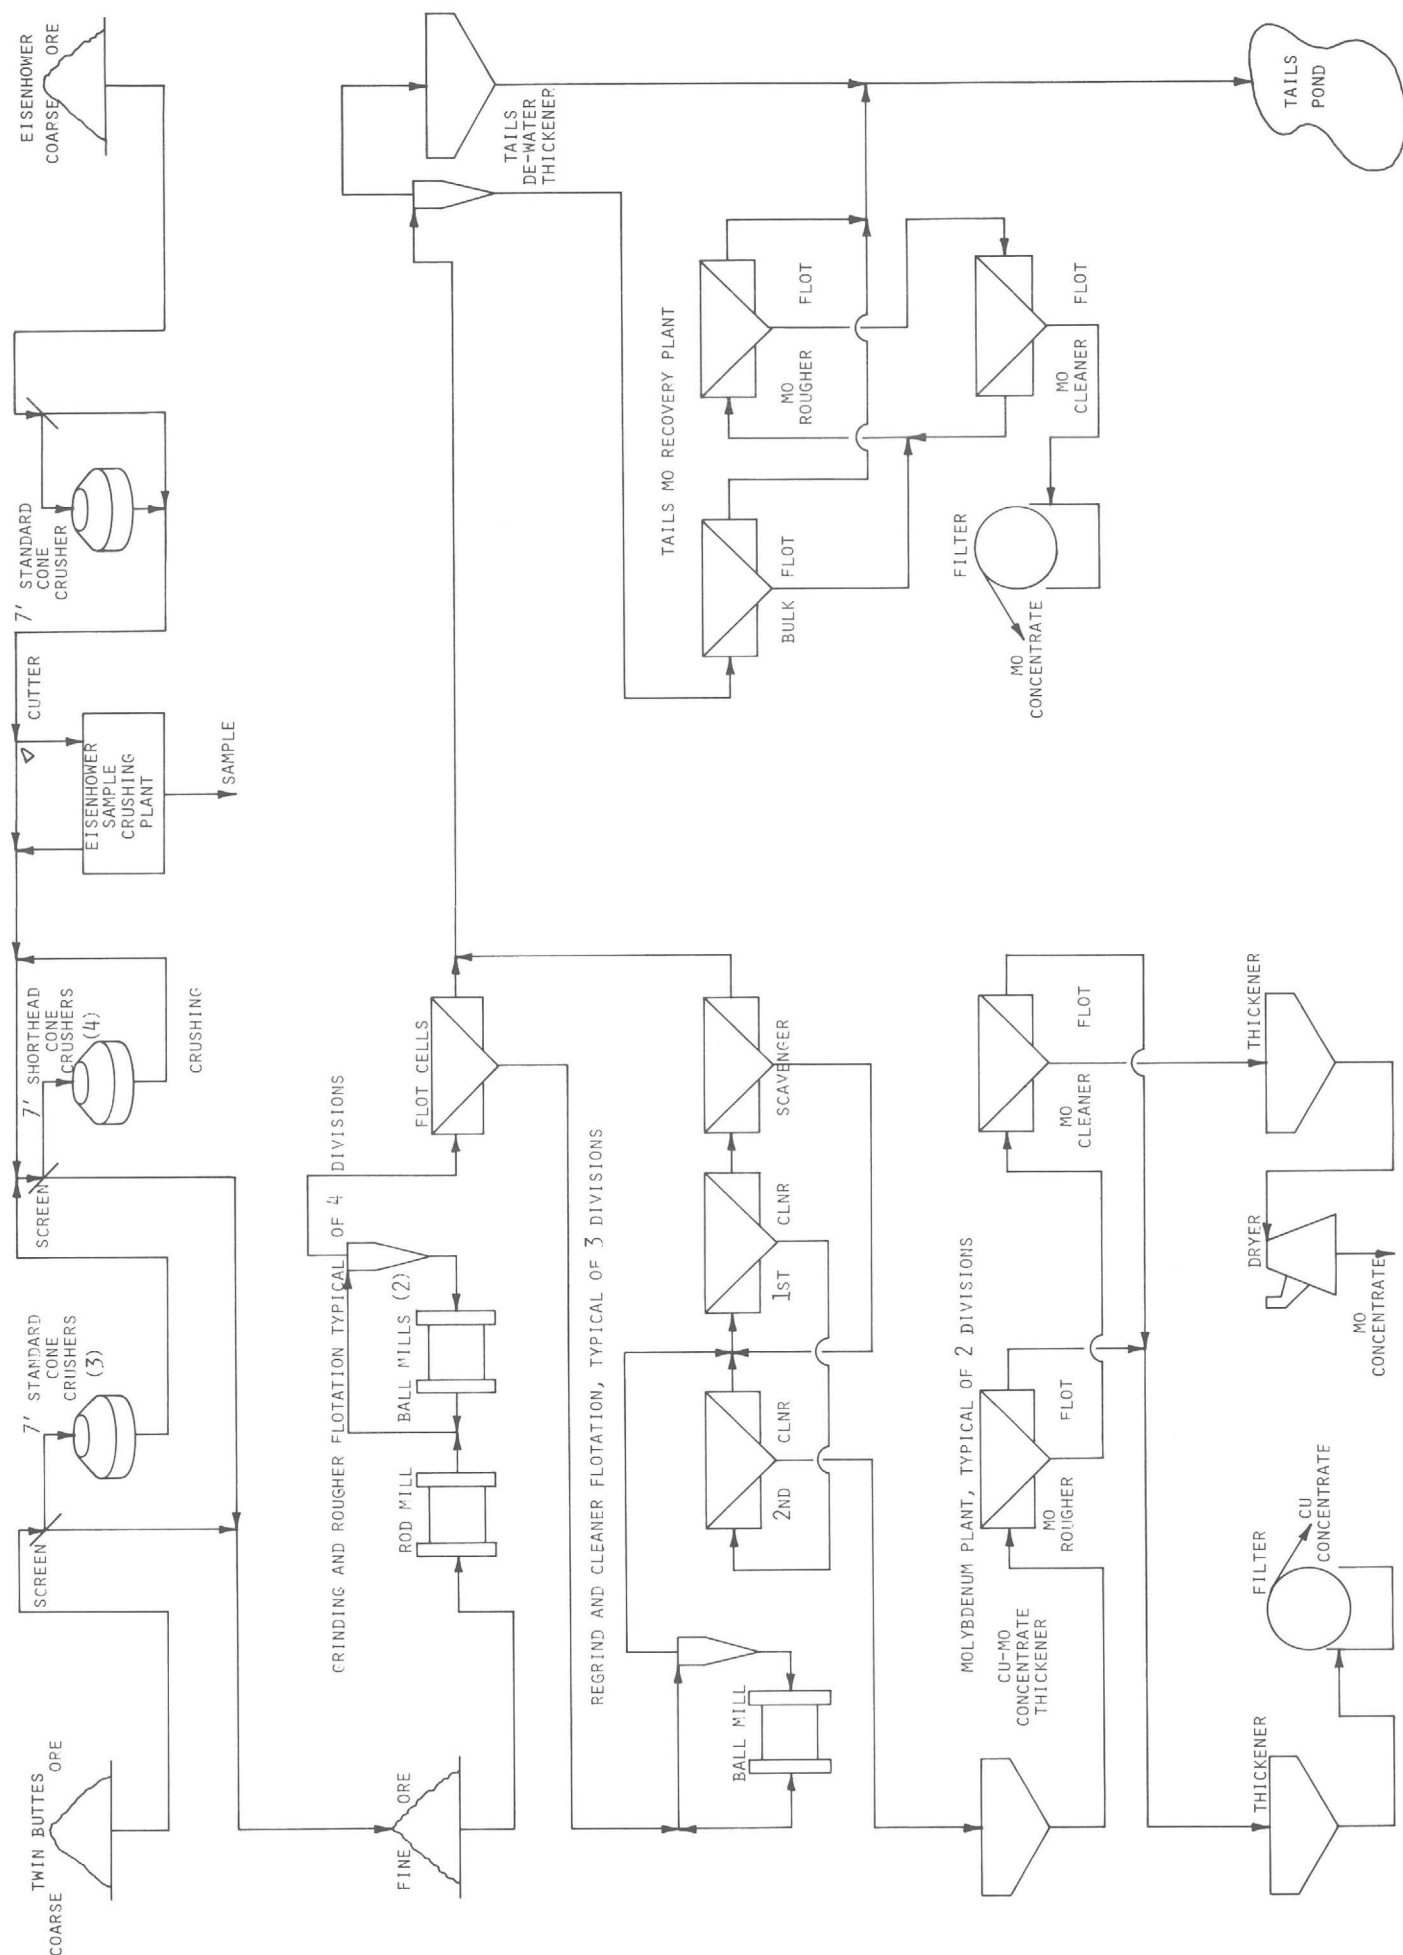 TWIN BUTTES
COARSE ORE
SCREEN
7' STANDARD
CONE
CRUSHERS
(3)
SCREEN
7' SHORTHEAD
CONE
CRUSHERS
(4)
CRUSHING
EISENHOWER
SAMPLE
CRUSHING
PLANT
SAMPLE
CUTTER
7' STANDARD
CONE
CRUSHER
EISENHOWER
COARSE ORE
GRINDING AND ROUGHER FLOTATION TYPICAL OF 4 DIVISIONS
FINE ORE
ROD MILL
BALL MILLS (2)
FLOT CELLS
TAILS
DE-WATER
THICKENER
REGRIND AND CLEANER FLOTATION, TYPICAL OF 3 DIVISIONS
BALL MILL
2ND CLNR
1ST CLNR
SCAVENGER
TAILS MO RECOVERY PLANT
BULK FLOT
MO
ROUGHER FLOT
MO
CLEANER FLOT
FILTER
MO
CONCENTRATE
MOLYBDENUM PLANT, TYPICAL OF 2 DIVISIONS
CU-MO
CONCENTRATE
THICKENER
MO
ROUGHER FLOT
MO
CLEANER FLOT
THICKENER
FILTER
CU
CONCENTRATE
DRYER
MO
CONCENTRATE
THICKENER
TAILS
POND